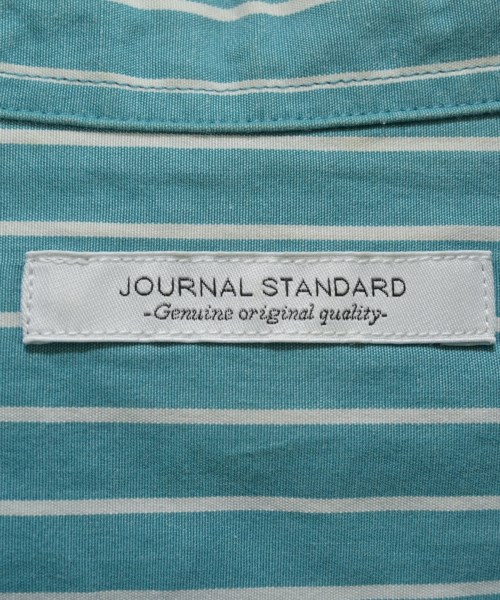 JOURNAL STANDARD
-Genuine original quality-